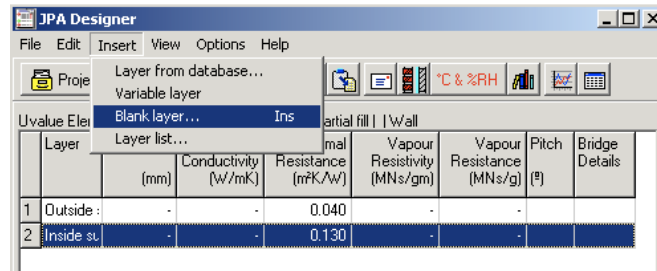 JPA Designer
File Edit Insert View Options Help
Proje °C & %RH
Layer from database...
Variable layer
Blank layer... Ins
Layer list...
Uvalue Ele artial fill | | Wall
Layer mal Vapour Vapour Pitch Bridge
Conductivity Resistance Resistivity Resistance Details
(mm) (W/mK) (m²K/W) (MNs/gm) (MNs/g) (º)
1 Outside : - - 0.040 - -
2 Inside su - - 0.130 - -